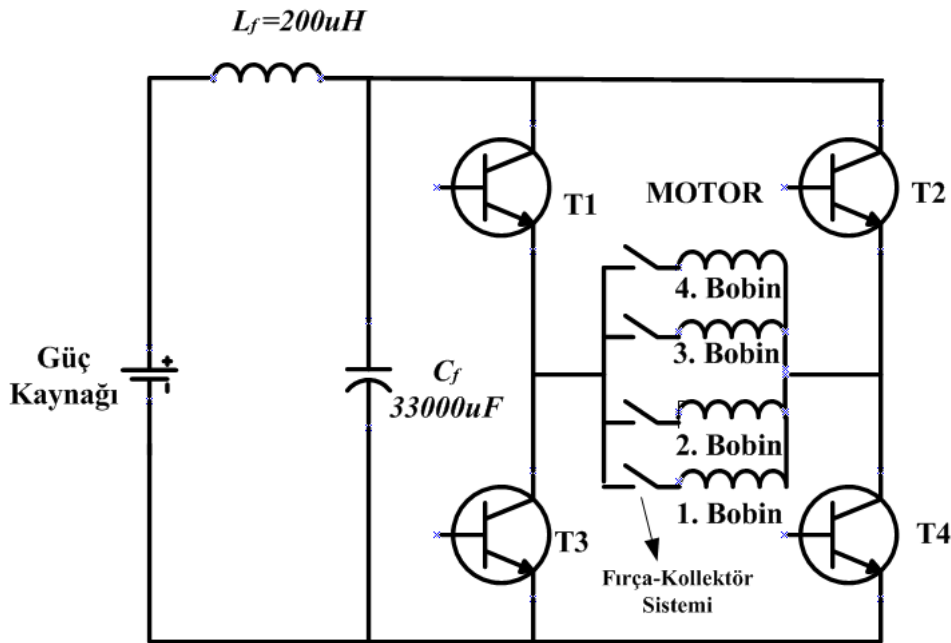 Lf=200uH
T1
MOTOR
T2
4. Bobin
3. Bobin
Güç
Kaynağı
+
Cf
33000uF
2. Bobin
1. Bobin
T3
T4
Fırça-Kollektör
Sistemi